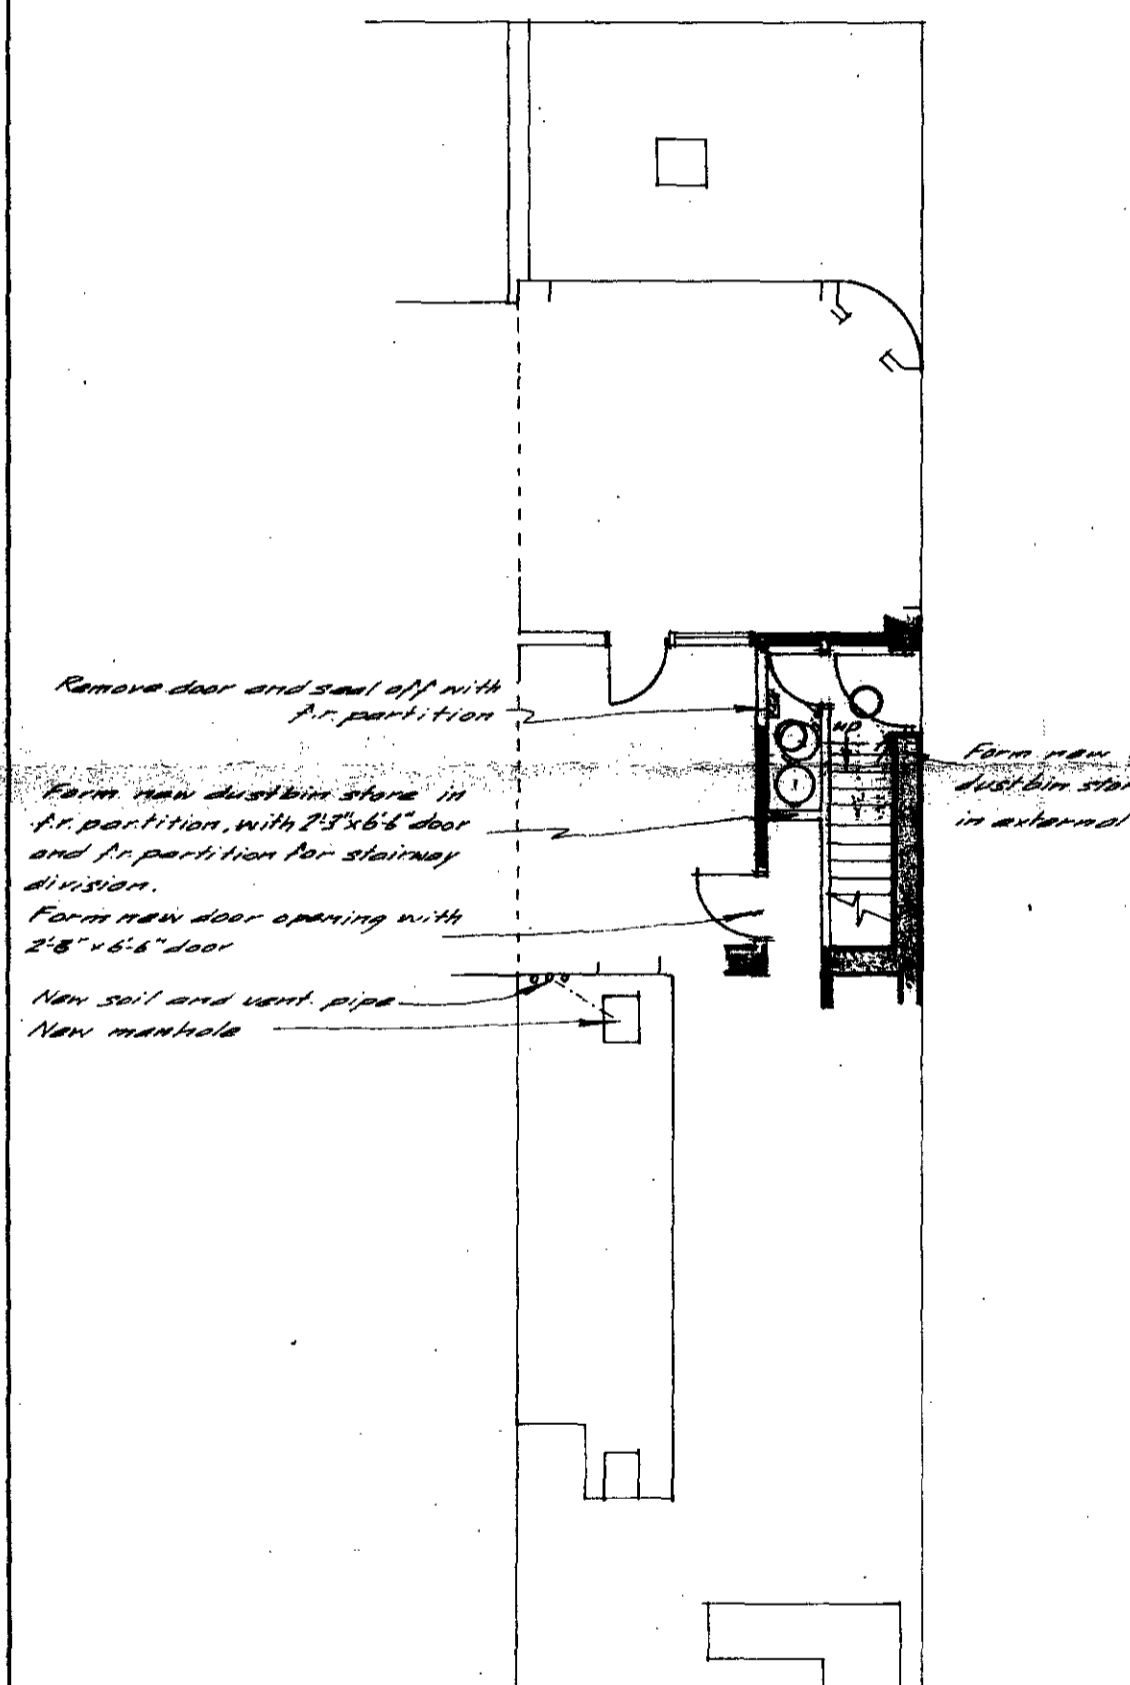 Remove door and seal off with
f.r. partition
Form new dustbin store in
f.r. partition, with 2'-3"x6'-6" door
and f.r. partition for stairway
division.
Form new door opening with
2'-8" x 6'-6" door
New soil and vent. pipe
New manhole
up
Form new
dustbin stor
in external